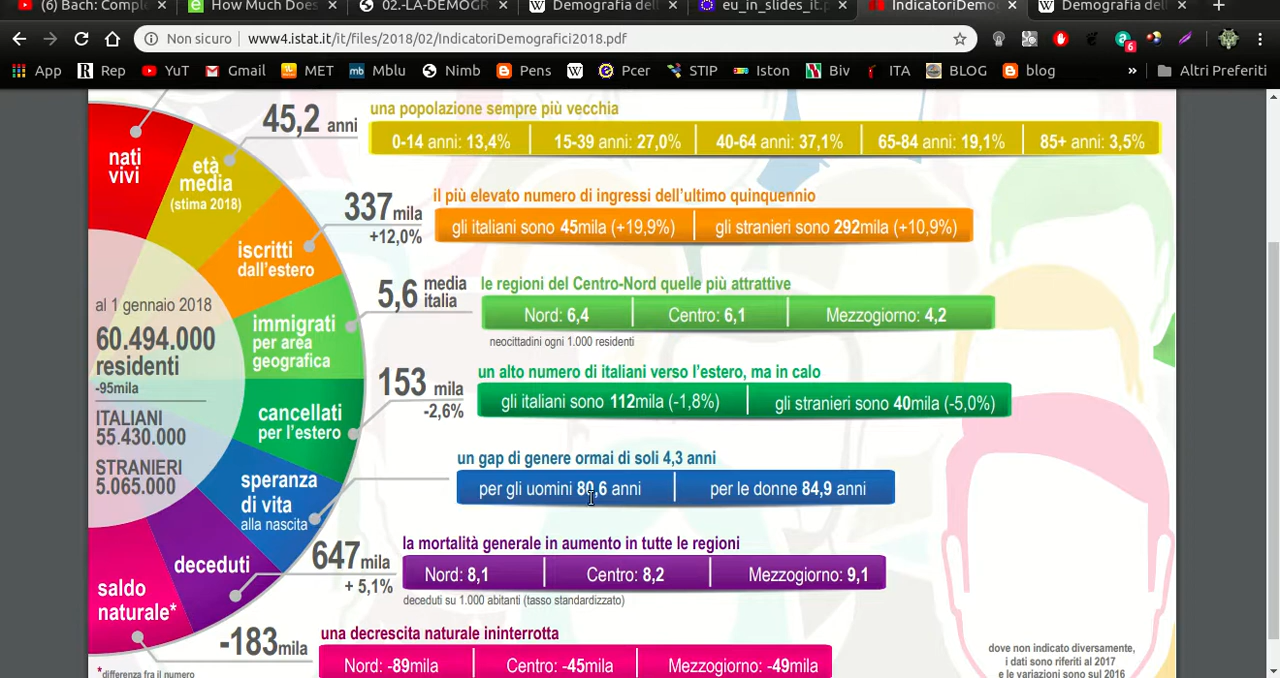 (6) Bach: Comple
How Much Does
02.-LA-DEMOGR
Demografia dell
eu_in_slides_it.p
IndicatoriDemo
Demografia dell
Non sicuro
www4.istat.it/it/files/2018/02/IndicatoriDemografici2018.pdf
6
App
Rep
YuT
Gmail
MET
Mblu
Nimb
Pens
Pcer
STIP
Iston
Biv
ITA
BLOG
blog
»
Altri Preferiti
nati
vivi
45,2 anni
una popolazione sempre più vecchia
0-14 anni: 13,4%
15-39 anni: 27,0%
40-64 anni: 37,1%
65-84 anni: 19,1%
85+ anni: 3,5%
età
media
(stima 2018)
337 mila
+12,0%
il più elevato numero di ingressi dell'ultimo quinquennio
gli italiani sono 45mila (+19,9%)
gli stranieri sono 292mila (+10,9%)
iscritti
dall'estero
5,6 media
italia
le regioni del Centro-Nord quelle più attrattive
Nord: 6,4
Centro: 6,1
Mezzogiorno: 4,2
neocittadini ogni 1.000 residenti
immigrati
per area
geografica
al 1 gennaio 2018
60.494.000
residenti
-95mila
ITALIANI
55.430.000
STRANIERI
5.065.000
153 mila
-2,6%
un alto numero di italiani verso l'estero, ma in calo
gli italiani sono 112mila (-1,8%)
gli stranieri sono 40mila (-5,0%)
cancellati
per l'estero
un gap di genere ormai di soli 4,3 anni
per gli uomini 80,6 anni
per le donne 84,9 anni
speranza
di vita
alla nascita
647 mila
+ 5,1%
la mortalità generale in aumento in tutte le regioni
Nord: 8,1
Centro: 8,2
Mezzogiorno: 9,1
deceduti su 1.000 abitanti (tasso standardizzato)
deceduti
saldo
naturale*
-183mila
una decrescita naturale ininterrotta
Nord: -89mila
Centro: -45mila
Mezzogiorno: -49mila
*differenza fra il numero
dove non indicato diversamente,
i dati sono riferiti al 2017
e le variazioni sono sul 2016